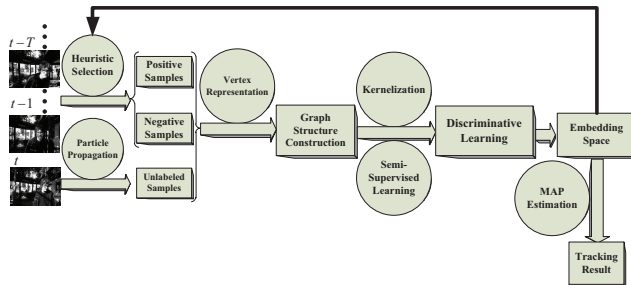 t−T
Heuristic
Selection
Positive
Samples
t−1
Negative
Samples
Particle
Propagation
t
Unlabeled
Samples
Vertex
Representation
Graph
Structure
Construction
Kernelization
Semi-
Supervised
Learning
Discriminative
Learning
Embedding
Space
MAP
Estimation
Tracking
Result